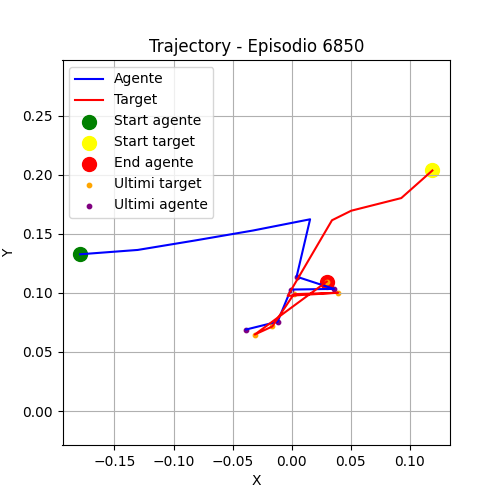 Trajectory - Episodio 6850
Agente
Target
Start agente
Start target
End agente
Ultimi target
Ultimi agente
Y
0.25
0.20
0.15
0.10
0.05
0.00
−0.15
−0.10
−0.05
0.00
0.05
0.10
X